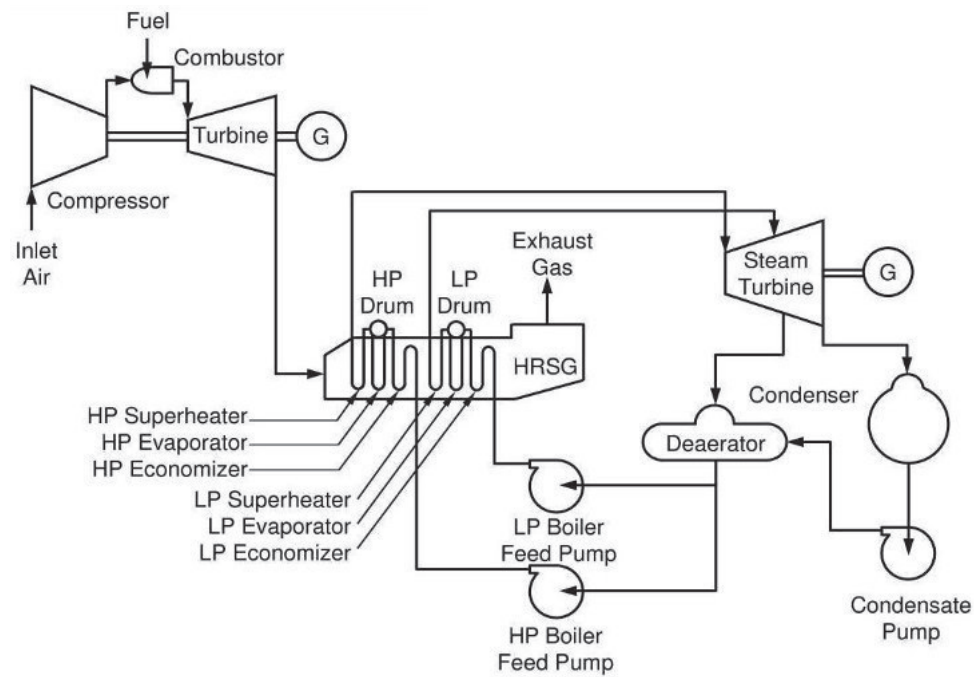 Fuel
Combustor
Turbine
G
Compressor
Inlet
Air
Exhaust
Gas
Steam
Turbine
G
HP
Drum
LP
Drum
HRSG
HP Superheater
HP Evaporator
HP Economizer
LP Superheater
LP Evaporator
LP Economizer
Condenser
Deaerator
LP Boiler
Feed Pump
HP Boiler
Feed Pump
Condensate
Pump